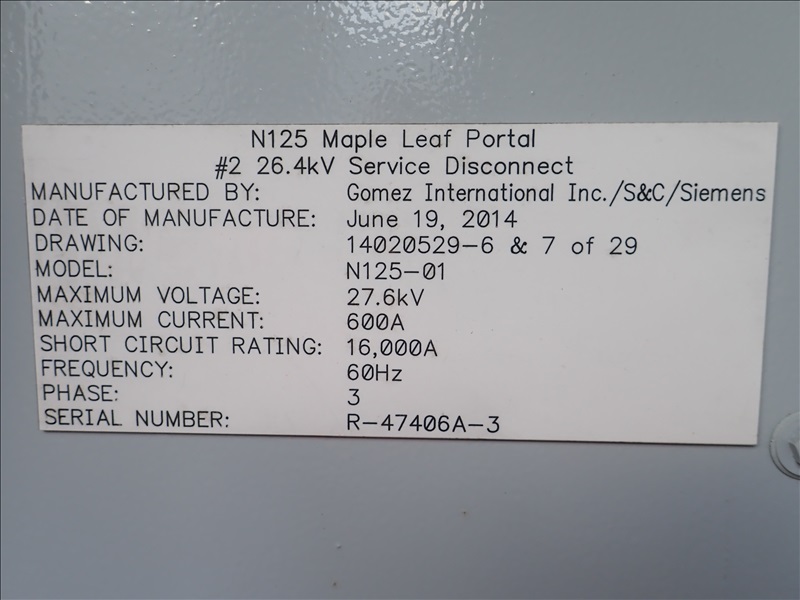 N125 Maple Leaf Portal
#2 26.4kV Service Disconnect
MANUFACTURED BY: Gomez International Inc./S&C/Siemens
DATE OF MANUFACTURE: June 19, 2014
DRAWING: 14020529-6 & 7 of 29
MODEL: N125-01
MAXIMUM VOLTAGE: 27.6kV
MAXIMUM CURRENT: 600A
SHORT CIRCUIT RATING: 16,000A
FREQUENCY: 60Hz
PHASE: 3
SERIAL NUMBER: R-47406A-3